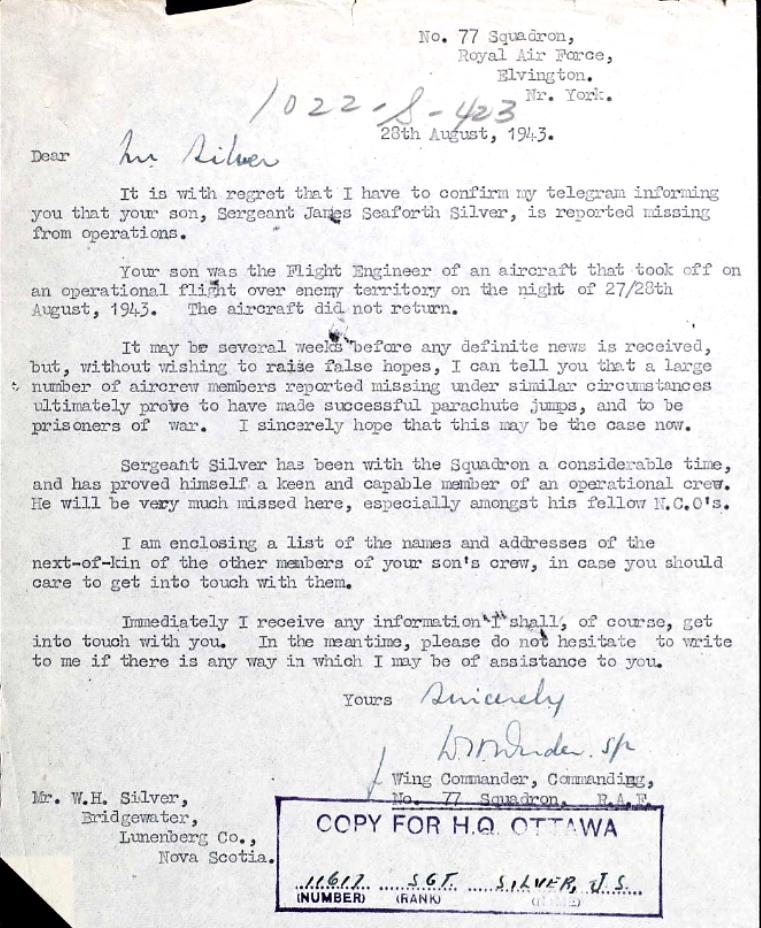 No. 77 Squadron,
Royal Air Force,
Elvington.
Nr. York.
1022-S-423
28th August, 1943.
Dear Mr Silver
It is with regret that I have to confirm my telegram informing
you that your son, Sergeant James Seaforth Silver, is reported missing
from operations.
Your son was the Flight Engineer of an aircraft that took off on
an operational flight over enemy territory on the night of 27/28th
August, 1943. The aircraft did not return.
It may be several weeks before any definite news is received,
but, without wishing to raise false hopes, I can tell you that a large
number of aircrew members reported missing under similar circumstances
ultimately prove to have made successful parachute jumps, and to be
prisoners of war. I sincerely hope that this may be the case now.
Sergeant Silver has been with the Squadron a considerable time,
and has proved himself a keen and capable member of an operational crew.
He will be very much missed here, especially amongst his fellow N.C.O's.
I am enclosing a list of the names and addresses of the
next-of-kin of the other members of your son's crew, in case you should
care to get into touch with them.
Immediately I receive any information I shall, of course, get
into touch with you. In the meantime, please do not hesitate to write
to me if there is any way in which I may be of assistance to you.
Yours Sincerely
Wing Commander, Commanding,
No. 77 Squadron, R.A.F.
Mr. W.H. Silver,
Bridgewater,
Lunenberg Co.,
Nova Scotia.
COPY FOR H.Q. OTTAWA
11617 SGT. SILVER, J.S.
(NUMBER) (RANK) (NAME)